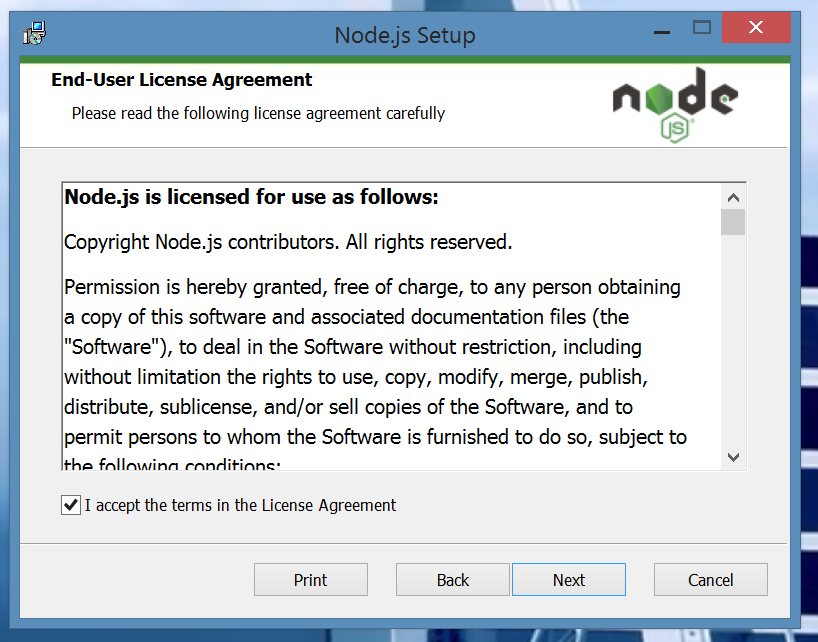 Node.js Setup
End-User License Agreement
Please read the following license agreement carefully
node
JS
Node.js is licensed for use as follows:
Copyright Node.js contributors. All rights reserved.
Permission is hereby granted, free of charge, to any person obtaining
a copy of this software and associated documentation files (the
"Software"), to deal in the Software without restriction, including
without limitation the rights to use, copy, modify, merge, publish,
distribute, sublicense, and/or sell copies of the Software, and to
permit persons to whom the Software is furnished to do so, subject to
the following conditions:
I accept the terms in the License Agreement
Print Back Next Cancel